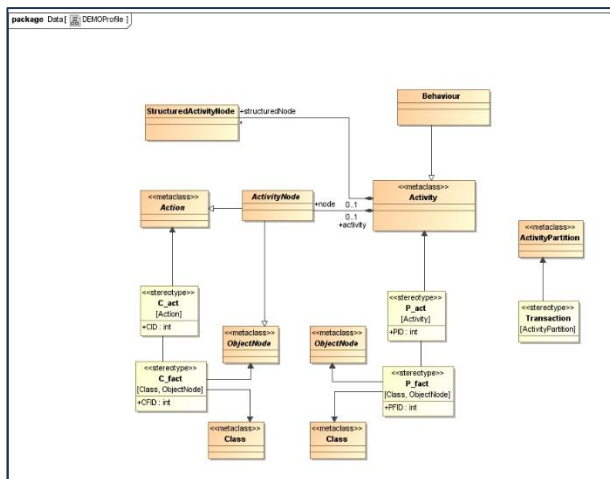 package Data[ DEMOProfile ]
StructuredActivityNode
+structuredNode
*
Behaviour
<<metaclass>>
Action
ActivityNode
+node
0..1
0..1
+activity
<<metaclass>>
Activity
<<metaclass>>
ActivityPartition
<<stereotype>>
C_act
[Action]
+CID : int
<<stereotype>>
P_act
[Activity]
+PID : int
<<stereotype>>
Transaction
[ActivityPartition]
<<metaclass>>
ObjectNode
<<metaclass>>
ObjectNode
<<stereotype>>
C_fact
[Class, ObjectNode]
+CFID : int
<<stereotype>>
P_fact
[Class, ObjectNode]
+PFID : int
<<metaclass>>
Class
<<metaclass>>
Class